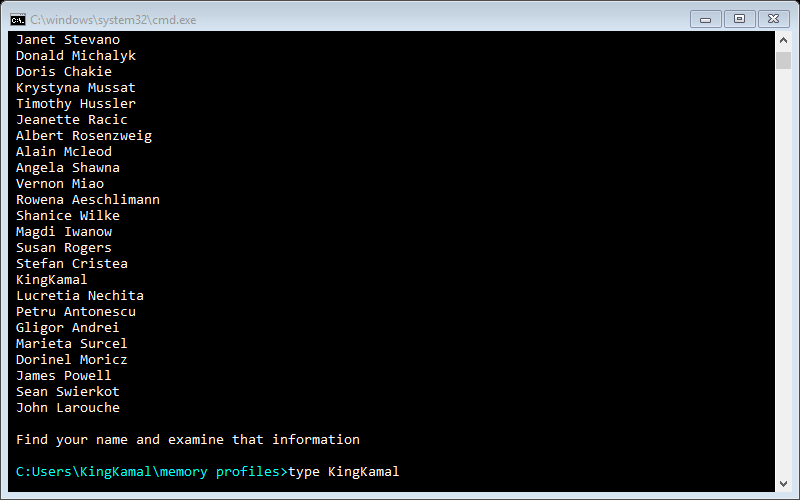 C:\windows\system32\cmd.exe
Janet Stevano
Donald Michalyk
Doris Chakie
Krystyna Mussat
Timothy Hussler
Jeanette Racic
Albert Rosenzweig
Alain Mcleod
Angela Shawna
Vernon Miao
Rowena Aeschlimann
Shanice Wilke
Magdi Iwanow
Susan Rogers
Stefan Cristea
KingKamal
Lucretia Nechita
Petru Antonescu
Gligor Andrei
Marieta Surcel
Dorinel Moricz
James Powell
Sean Swierkot
John Larouche
Find your name and examine that information
C:Users\KingKamal\memory profiles>type KingKamal